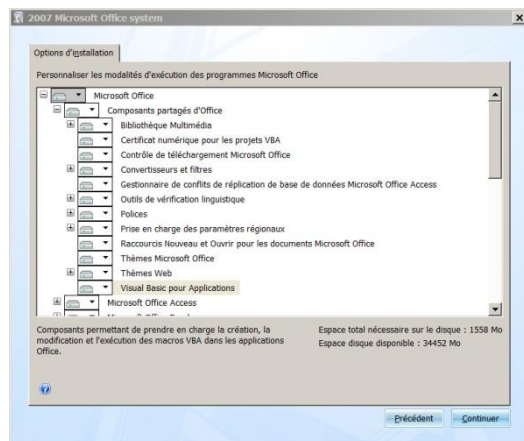 2007 Microsoft Office system
Options d'installation
Personnaliser les modalités d'exécution des programmes Microsoft Office
Microsoft Office
Composants partagés d'Office
Bibliothèque Multimédia
Certificat numérique pour les projets VBA
Contrôle de téléchargement Microsoft Office
Convertisseurs et filtres
Gestionnaire de conflits de réplication de base de données Microsoft Office Access
Outils de vérification linguistique
Polices
Prise en charge des paramètres régionaux
Raccourcis Nouveau et Ouvrir pour les documents Microsoft Office
Thèmes Microsoft Office
Thèmes Web
Visual Basic pour Applications
Microsoft Office Access
Composants permettant de prendre en charge la création, la
modification et l'exécution des macros VBA dans les applications
Office.
Espace total nécessaire sur le disque : 1558 Mo
Espace disque disponible : 34452 Mo
Précédent
Continuer